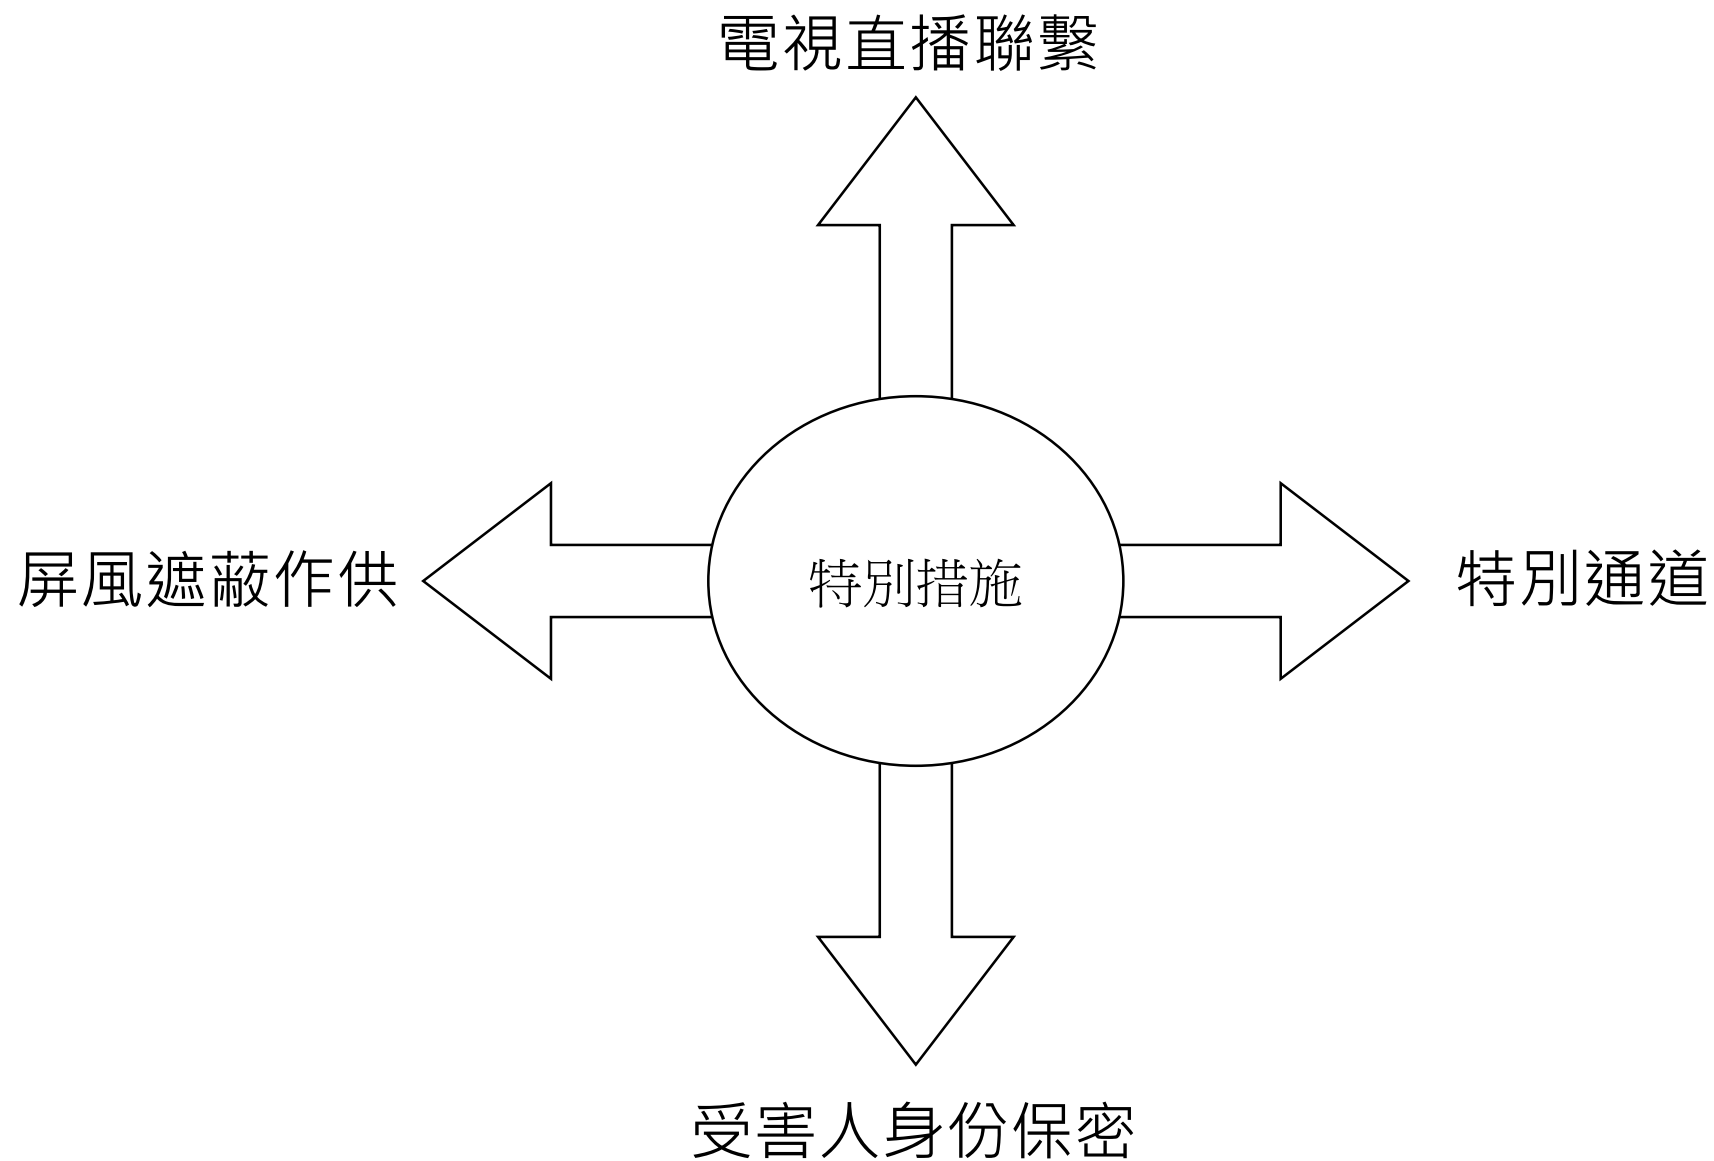 電視直播聯繫
屏風遮蔽作供
特別措施
特別通道
受害人身份保密